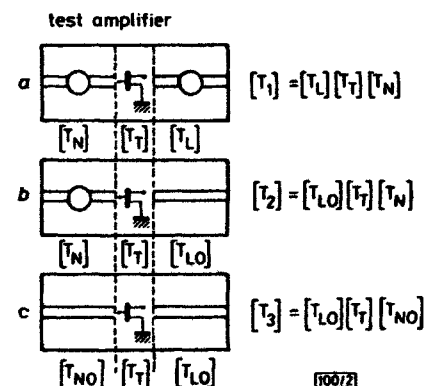 test amplifier
a [T1] = [TL][TT][TN]
[TN] [TT] [TL]
b [T2] = [TLO][TT][TN]
[TN] [TT] [TLO]
c [T3] = [TLO][TT][TNO]
[TNO] [TT] [TLO]
100/2